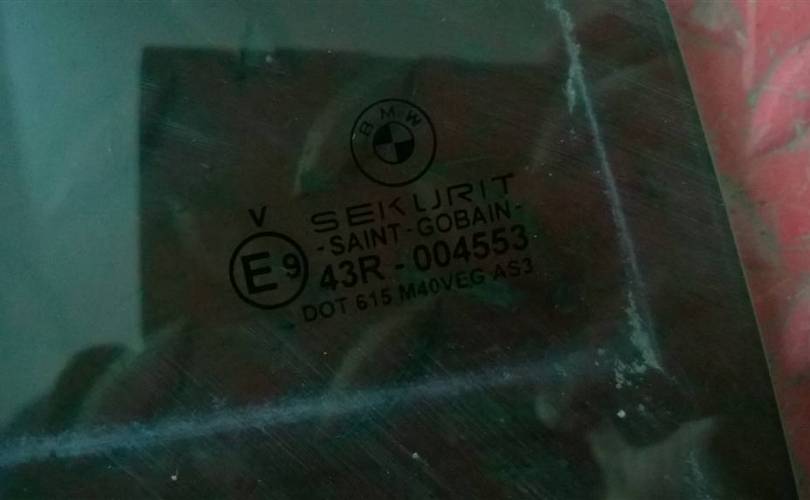 BMW
SEKURIT
V
-SAINT-GOBAIN-
E9
43R - 004553
DOT 615 M40VEG AS3